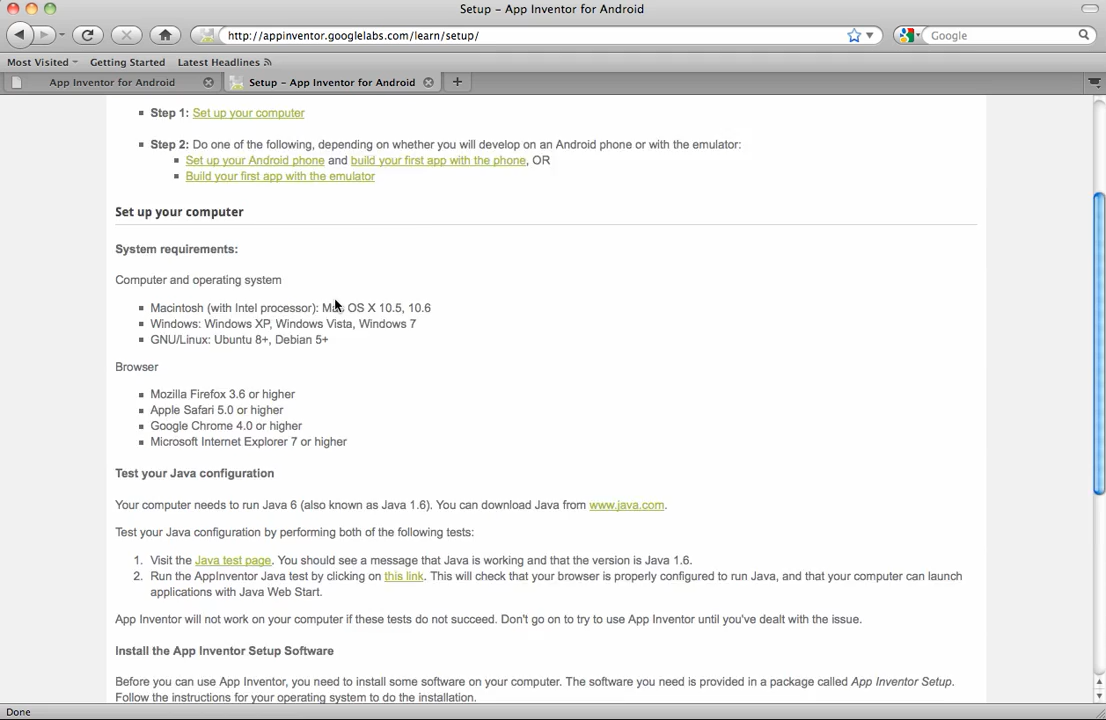 Setup – App Inventor for Android
http://appinventor.googlelabs.com/learn/setup/
Google
Most Visited Getting Started Latest Headlines
App Inventor for Android Setup – App Inventor for Android
Step 1: Set up your computer
Step 2: Do one of the following, depending on whether you will develop on an Android phone or with the emulator:
Set up your Android phone and build your first app with the phone, OR
Build your first app with the emulator
Set up your computer
System requirements:
Computer and operating system
Macintosh (with Intel processor): Mac OS X 10.5, 10.6
Windows: Windows XP, Windows Vista, Windows 7
GNU/Linux: Ubuntu 8+, Debian 5+
Browser
Mozilla Firefox 3.6 or higher
Apple Safari 5.0 or higher
Google Chrome 4.0 or higher
Microsoft Internet Explorer 7 or higher
Test your Java configuration
Your computer needs to run Java 6 (also known as Java 1.6). You can download Java from www.java.com.
Test your Java configuration by performing both of the following tests:
1. Visit the Java test page. You should see a message that Java is working and that the version is Java 1.6.
2. Run the AppInventor Java test by clicking on this link. This will check that your browser is properly configured to run Java, and that your computer can launch
applications with Java Web Start.
App Inventor will not work on your computer if these tests do not succeed. Don't go on to try to use App Inventor until you've dealt with the issue.
Install the App Inventor Setup Software
Before you can use App Inventor, you need to install some software on your computer. The software you need is provided in a package called App Inventor Setup.
Follow the instructions for your operating system to do the installation.
Done